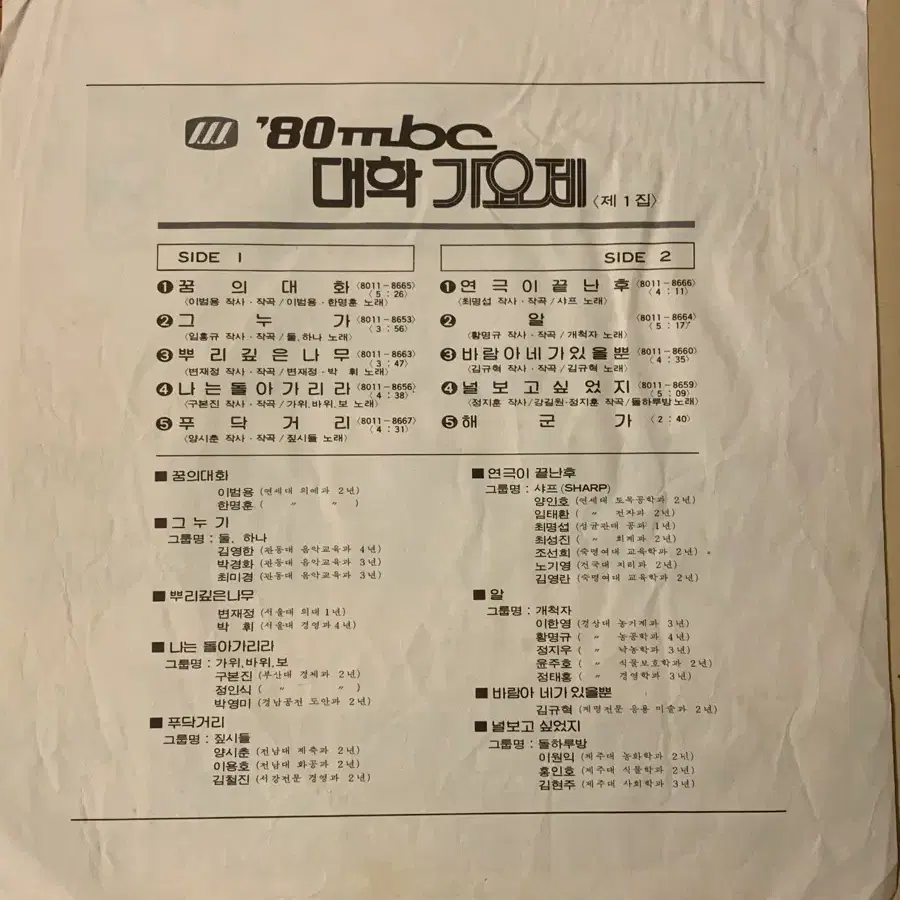 '80 mbc
대학 가요제 〈제 1 집〉
SIDE 1
❶ 꿈의대화 〈8011-8665〉 〈5 : 26〉
〈이범용 작사·작곡/이범용·한명훈 노래〉
❷ 그누가 〈8011-8653〉 〈3 : 56〉
〈임홍규 작사·작곡/둘, 하나 노래〉
❸ 뿌리깊은나무 〈8011-8663〉 〈3 : 47〉
〈변재정 작사·작곡/변재정·박 휘 노래〉
❹ 나는돌아가리라 〈8011-8656〉 〈4 : 38〉
〈구본진 작사·작곡/가위, 바위, 보 노래〉
❺ 푸닥거리 〈8011-8667〉 〈4 : 31〉
〈양시춘 작사·작곡/짚시들 노래〉
SIDE 2
❶ 연극이끝난후 〈8011-8666〉 〈4 : 11〉
〈최명섭 작사·작곡/샤프 노래〉
❷ 알 〈8011-8664〉 〈5 : 17〉
〈황명규 작사·작곡/개척자 노래〉
❸ 바람아네가있을뿐 〈8011-8660〉 〈4 : 35〉
〈김규혁 작사·작곡/김규혁 노래〉
❹ 널보고싶었지 〈8011-8659〉 〈5 : 09〉
〈정지훈 작사/강길원·정지훈 작곡/돌하루방 노래〉
❺ 해군가 〈2 : 40〉
■ 꿈의대화
이범용 (연세대 의예과 2년)
한명훈 ( 〃 〃 )
■ 그 누 가
그룹명 : 둘, 하나
김영한 (관동대 음악교육과 4년)
박경화 (관동대 음악교육과 3년)
최미경 (관동대 음악교육과 3년)
■ 뿌리깊은나무
변재정 (서울대 의대 1년)
박 휘 (서울대 경영과 4년)
■ 나는 돌아가리라
그룹명 : 가위, 바위, 보
구본진 (부산대 경제과 2년)
정인식 ( 〃 〃 )
박영미 (경남공전 도안과 2년)
■ 푸닥거리
그룹명 : 짚시들
양시춘 (전남대 계측과 2년)
이용호 (전남대 화공과 2년)
김철진 (서강전문 경영과 2년)
■ 연극이 끝난후
그룹명 : 샤프 (SHARP)
양인호 (연세대 토목공학과 2년)
임태환 ( 〃 전자과 2년)
최명섭 (성균관대 공과 1년)
최성진 ( 〃 회계과 2년)
조선희 (숙명여대 교육학과 2년)
노기영 (건국대 지리과 2년)
김영란 (숙명여대 교육학과 2년)
■ 알
그룹명 : 개척자
이한영 (경상대 농기계과 3년)
황명규 ( 〃 농공학과 4년)
정지우 ( 〃 낙농학과 3년)
윤주호 ( 〃 식물보호학과 2년)
정태홍 ( 〃 경영학과 3년)
■ 바람아 네가있을뿐
김규혁 (계명전문 응용 미술과 2년)
■ 널보고 싶었지
그룹명 : 돌하루방
이원익 (제주대 농화학과 2년)
홍인호 (제주대 식물학과 2년)
김현주 (제주대 사회학과 3년)